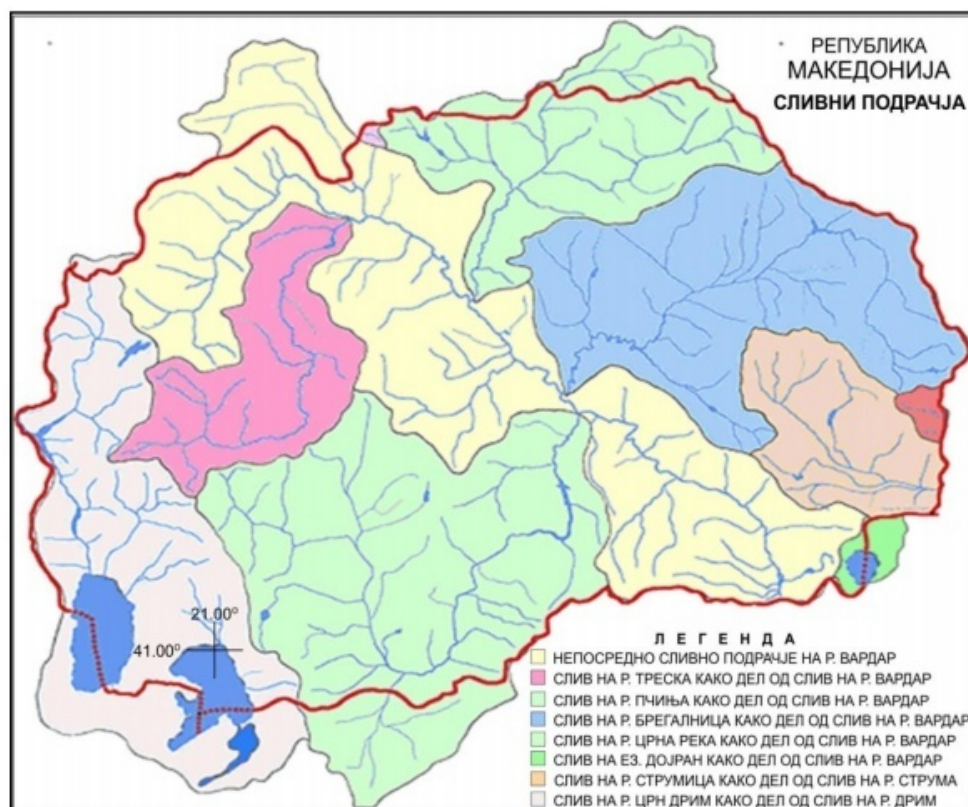 РЕПУБЛИКА
МАКЕДОНИЈА
СЛИВНИ ПОДРАЧЈА
21.00°
41.00°
ЛЕГЕНДА
НЕПОСРЕДНО СЛИВНО ПОДРАЧЈЕ НА Р. ВАРДАР
СЛИВ НА Р. ТРЕСКА КАКО ДЕЛ ОД СЛИВ НА Р. ВАРДАР
СЛИВ НА Р. ПЧИЊА КАКО ДЕЛ ОД СЛИВ НА Р. ВАРДАР
СЛИВ НА Р. БРЕГАЛНИЦА КАКО ДЕЛ ОД СЛИВ НА Р. ВАРДАР
СЛИВ НА Р. ЦРНА РЕКА КАКО ДЕЛ ОД СЛИВ НА Р. ВАРДАР
СЛИВ НА ЕЗ. ДОЈРАН КАКО ДЕЛ ОД СЛИВ НА Р. ВАРДАР
СЛИВ НА Р. СТРУМИЦА КАКО ДЕЛ ОД СЛИВ НА Р. СТРУМА
СЛИВ НА Р. ЦРН ДРИМ КАКО ДЕЛ ОД СЛИВ НА Р. ДРИМ